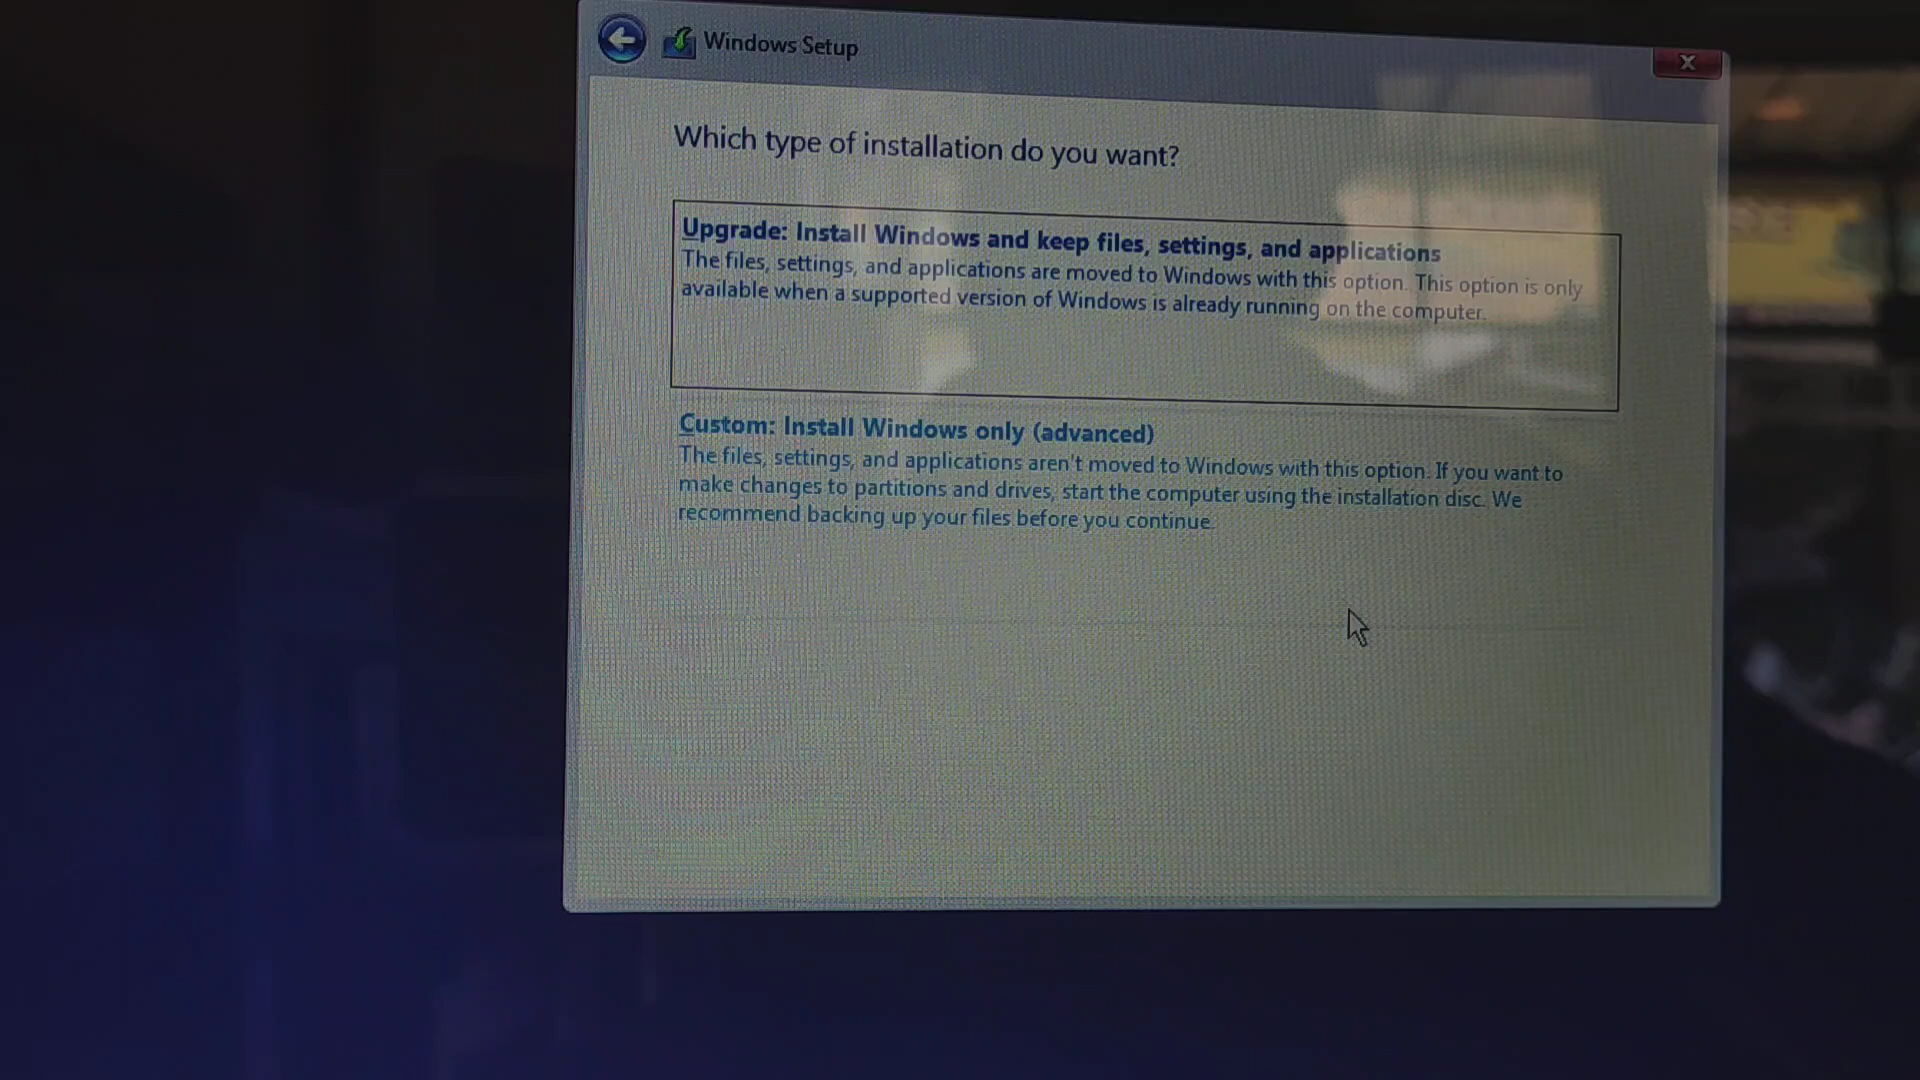 Windows Setup
Which type of installation do you want?
Upgrade: Install Windows and keep files, settings, and applications
The files, settings, and applications are moved to Windows with this option. This option is only
available when a supported version of Windows is already running on the computer.
Custom: Install Windows only (advanced)
The files, settings, and applications aren't moved to Windows with this option. If you want to
make changes to partitions and drives, start the computer using the installation disc. We
recommend backing up your files before you continue.